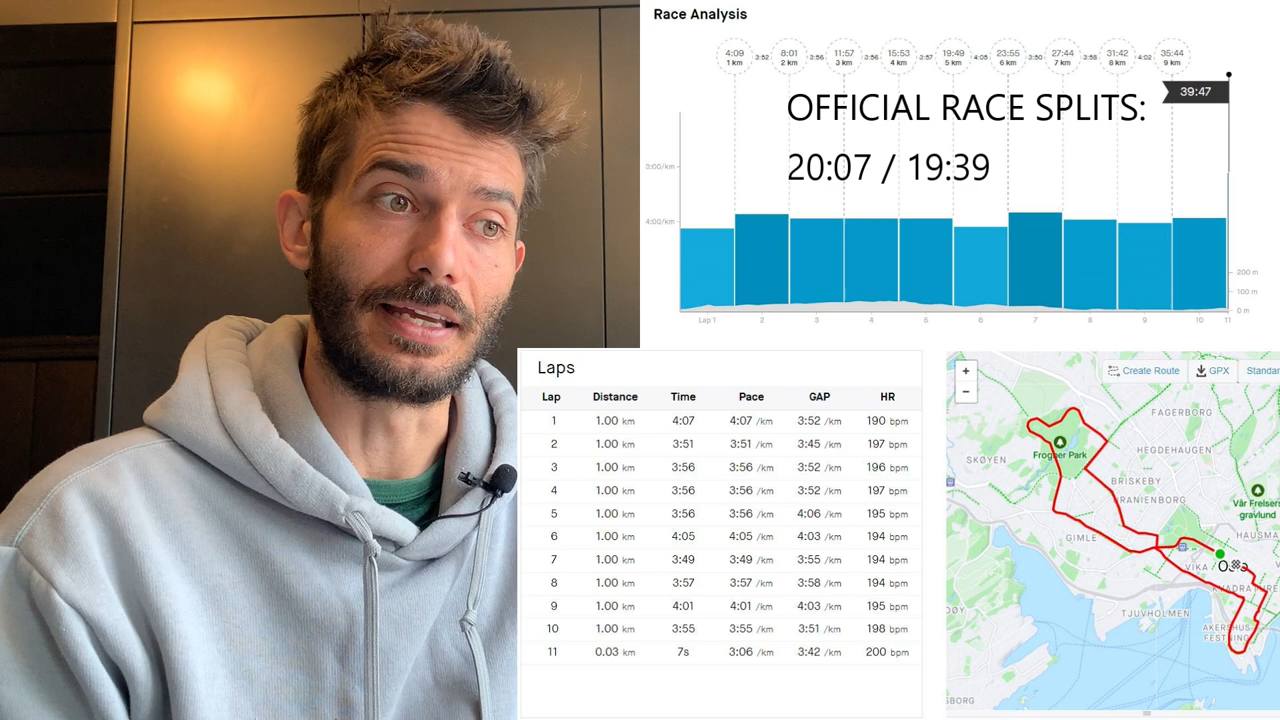 Race Analysis
4:09 3:52 8:01 3:56 11:57 3:56 15:53 3:57 19:49 4:05 23:55 3:50 27:44 3:58 31:42 4:02 35:44
1 km 2 km 3 km 4 km 5 km 6 km 7 km 8 km 9 km
39:47
OFFICIAL RACE SPLITS:
20:07 / 19:39
3:00/km
4:00/km
200 m
100 m
0 m
Lap 1 2 3 4 5 6 7 8 9 10 11
Laps
Lap Distance Time Pace GAP HR
1 1.00 km 4:07 4:07 /km 3:52 /km 190 bpm
2 1.00 km 3:51 3:51 /km 3:45 /km 197 bpm
3 1.00 km 3:56 3:56 /km 3:52 /km 196 bpm
4 1.00 km 3:56 3:56 /km 3:52 /km 197 bpm
5 1.00 km 3:56 3:56 /km 4:06 /km 195 bpm
6 1.00 km 4:05 4:05 /km 4:03 /km 194 bpm
7 1.00 km 3:49 3:49 /km 3:55 /km 194 bpm
8 1.00 km 3:57 3:57 /km 3:58 /km 194 bpm
9 1.00 km 4:01 4:01 /km 4:03 /km 195 bpm
10 1.00 km 3:55 3:55 /km 3:51 /km 198 bpm
11 0.03 km 7s 3:06 /km 3:42 /km 200 bpm
+
−
Create Route GPX Standar
FAGERBORG
HEGDEHAUGEN
SKØYEN
Frogner Park
BRISKEBY
URANIENBORG
Vår Frelsers
gravlund
GIMLE
HAUSMA
VIKA
KVADRATURE
TJUVHOLMEN
AKERSHUS
FESTNING
SBORG